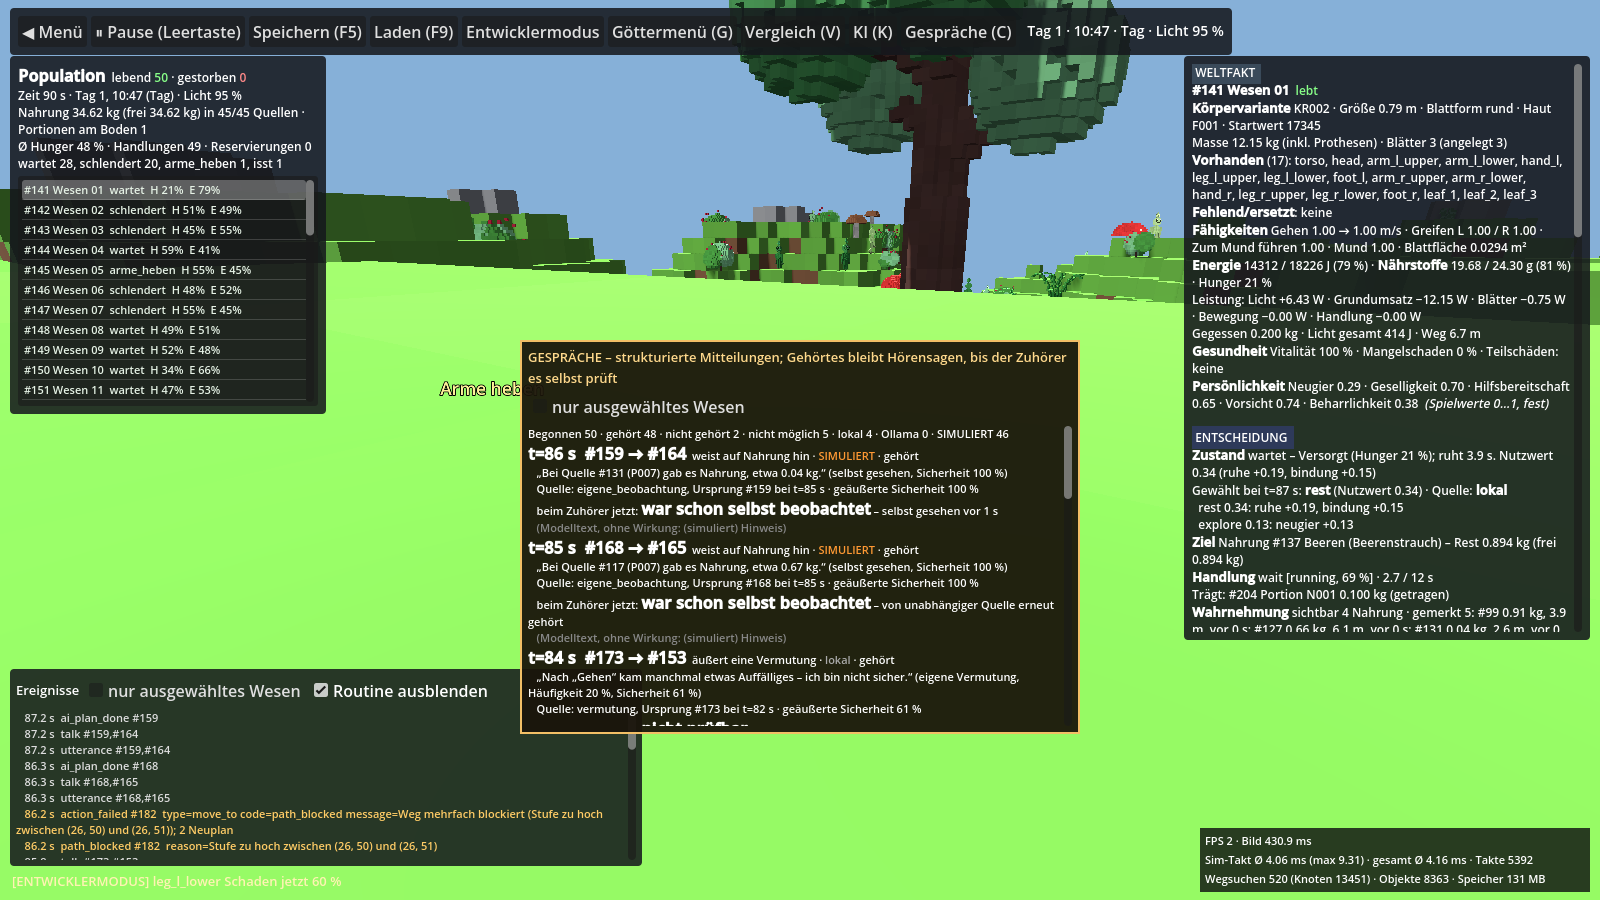 ◀ Menü ⏸ Pause (Leertaste) Speichern (F5) Laden (F9) Entwicklermodus Göttermenü (G) Vergleich (V) KI (K) Gespräche (C) Tag 1 · 10:47 · Tag · Licht 95 %
Population lebend 50 · gestorben 0
Zeit 90 s · Tag 1, 10:47 (Tag) · Licht 95 %
Nahrung 34.62 kg (frei 34.62 kg) in 45/45 Quellen ·
Portionen am Boden 1
Ø Hunger 48 % · Handlungen 49 · Reservierungen 0
wartet 28, schlendert 20, arme_heben 1, isst 1
#141 Wesen 01 wartet H 21% E 79%
#142 Wesen 02 schlendert H 51% E 49%
#143 Wesen 03 schlendert H 45% E 55%
#144 Wesen 04 wartet H 59% E 41%
#145 Wesen 05 arme_heben H 55% E 45%
#146 Wesen 06 schlendert H 48% E 52%
#147 Wesen 07 schlendert H 55% E 45%
#148 Wesen 08 wartet H 49% E 51%
#149 Wesen 09 wartet H 52% E 48%
#150 Wesen 10 wartet H 34% E 66%
#151 Wesen 11 wartet H 47% E 53%
WELTFAKT
#141 Wesen 01 lebt
Körpervariante KR002 · Größe 0.79 m · Blattform rund · Haut
F001 · Startwert 17345
Masse 12.15 kg (inkl. Prothesen) · Blätter 3 (angelegt 3)
Vorhanden (17): torso, head, arm_l_upper, arm_l_lower, hand_l,
leg_l_upper, leg_l_lower, foot_l, arm_r_upper, arm_r_lower,
hand_r, leg_r_upper, leg_r_lower, foot_r, leaf_1, leaf_2, leaf_3
Fehlend/ersetzt: keine
Fähigkeiten Gehen 1.00 → 1.00 m/s · Greifen L 1.00 / R 1.00 ·
Zum Mund führen 1.00 · Mund 1.00 · Blattfläche 0.0294 m²
Energie 14312 / 18226 J (79 %) · Nährstoffe 19.68 / 24.30 g (81 %)
· Hunger 21 %
Leistung: Licht +6.43 W · Grundumsatz −12.15 W · Blätter −0.75 W
· Bewegung −0.00 W · Handlung −0.00 W
Gegessen 0.200 kg · Licht gesamt 414 J · Weg 6.7 m
Gesundheit Vitalität 100 % · Mangelschaden 0 % · Teilschäden:
keine
Persönlichkeit Neugier 0.29 · Geselligkeit 0.70 · Hilfsbereitschaft
0.65 · Vorsicht 0.74 · Beharrlichkeit 0.38 (Spielwerte 0…1, fest)
ENTSCHEIDUNG
Zustand wartet – Versorgt (Hunger 21 %); ruht 3.9 s. Nutzwert
0.34 (ruhe +0.19, bindung +0.15)
Gewählt bei t=87 s: rest (Nutzwert 0.34) · Quelle: lokal
rest 0.34: ruhe +0.19, bindung +0.15
explore 0.13: neugier +0.13
Ziel Nahrung #137 Beeren (Beerenstrauch) – Rest 0.894 kg (frei
0.894 kg)
Handlung wait [running, 69 %] · 2.7 / 12 s
Trägt: #204 Portion N001 0.100 kg (getragen)
Wahrnehmung sichtbar 4 Nahrung · gemerkt 5: #99 0.91 kg, 3.9
m, vor 0 s; #127 0.66 kg, 6.1 m, vor 0 s; #131 0.04 kg, 2.6 m, vor 0
Arme heb
GESPRÄCHE – strukturierte Mitteilungen; Gehörtes bleibt Hörensagen, bis der Zuhörer
es selbst prüft
nur ausgewähltes Wesen
Begonnen 50 · gehört 48 · nicht gehört 2 · nicht möglich 5 · lokal 4 · Ollama 0 · SIMULIERT 46
t=86 s #159 → #164 weist auf Nahrung hin · SIMULIERT · gehört
„Bei Quelle #131 (P007) gab es Nahrung, etwa 0.04 kg.“ (selbst gesehen, Sicherheit 100 %)
Quelle: eigene_beobachtung, Ursprung #159 bei t=85 s · geäußerte Sicherheit 100 %
beim Zuhörer jetzt: war schon selbst beobachtet – selbst gesehen vor 1 s
(Modelltext, ohne Wirkung: (simuliert) Hinweis)
t=85 s #168 → #165 weist auf Nahrung hin · SIMULIERT · gehört
„Bei Quelle #117 (P007) gab es Nahrung, etwa 0.67 kg.“ (selbst gesehen, Sicherheit 100 %)
Quelle: eigene_beobachtung, Ursprung #168 bei t=85 s · geäußerte Sicherheit 100 %
beim Zuhörer jetzt: war schon selbst beobachtet – von unabhängiger Quelle erneut
gehört
(Modelltext, ohne Wirkung: (simuliert) Hinweis)
t=84 s #173 → #153 äußert eine Vermutung · lokal · gehört
„Nach „Gehen“ kam manchmal etwas Auffälliges – ich bin nicht sicher.“ (eigene Vermutung,
Häufigkeit 20 %, Sicherheit 61 %)
Quelle: vermutung, Ursprung #173 bei t=82 s · geäußerte Sicherheit 61 %
nicht prüfbar
Ereignisse nur ausgewähltes Wesen Routine ausblenden
87.2 s ai_plan_done #159
87.2 s talk #159,#164
87.2 s utterance #159,#164
86.3 s ai_plan_done #168
86.3 s talk #168,#165
86.3 s utterance #168,#165
86.2 s action_failed #182 type=move_to code=path_blocked message=Weg mehrfach blockiert (Stufe zu hoch
zwischen (26, 50) und (26, 51)); 2 Neuplan
86.2 s path_blocked #182 reason=Stufe zu hoch zwischen (26, 50) und (26, 51)
[ENTWICKLERMODUS] leg_l_lower Schaden jetzt 60 %
FPS 2 · Bild 430.9 ms
Sim-Takt Ø 4.06 ms (max 9.31) · gesamt Ø 4.16 ms · Takte 5392
Wegsuchen 520 (Knoten 13451) · Objekte 8363 · Speicher 131 MB